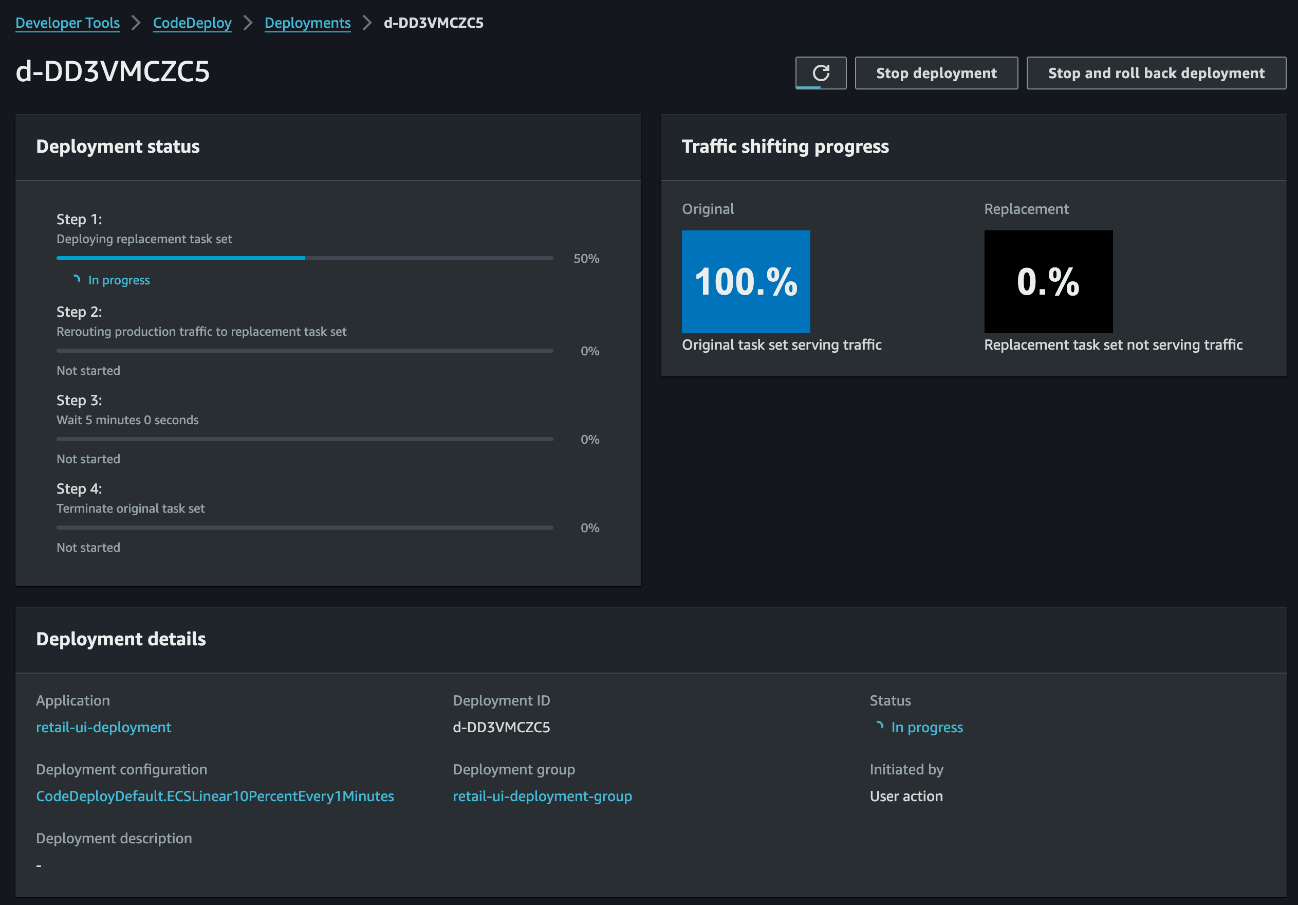 Developer Tools > CodeDeploy > Deployments > d-DD3VMCZC5
d-DD3VMCZC5
Stop deployment
Stop and roll back deployment
Deployment status
Step 1:
Deploying replacement task set
50%
In progress
Step 2:
Rerouting production traffic to replacement task set
0%
Not started
Step 3:
Wait 5 minutes 0 seconds
0%
Not started
Step 4:
Terminate original task set
0%
Not started
Traffic shifting progress
Original
100.%
Original task set serving traffic
Replacement
0.%
Replacement task set not serving traffic
Deployment details
Application
retail-ui-deployment
Deployment ID
d-DD3VMCZC5
Status
In progress
Deployment configuration
CodeDeployDefault.ECSLinear10PercentEvery1Minutes
Deployment group
retail-ui-deployment-group
Initiated by
User action
Deployment description
-